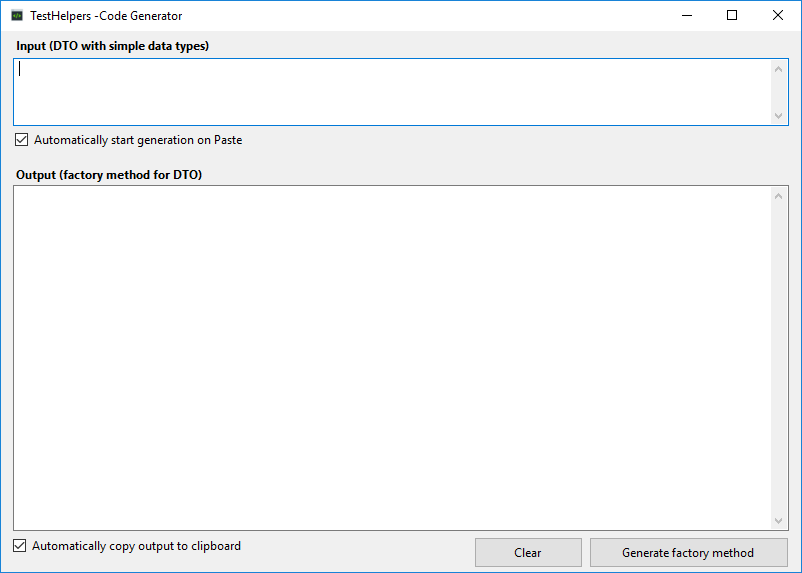 TestHelpers -Code Generator
Input (DTO with simple data types)
Automatically start generation on Paste
Output (factory method for DTO)
Automatically copy output to clipboard
Clear
Generate factory method